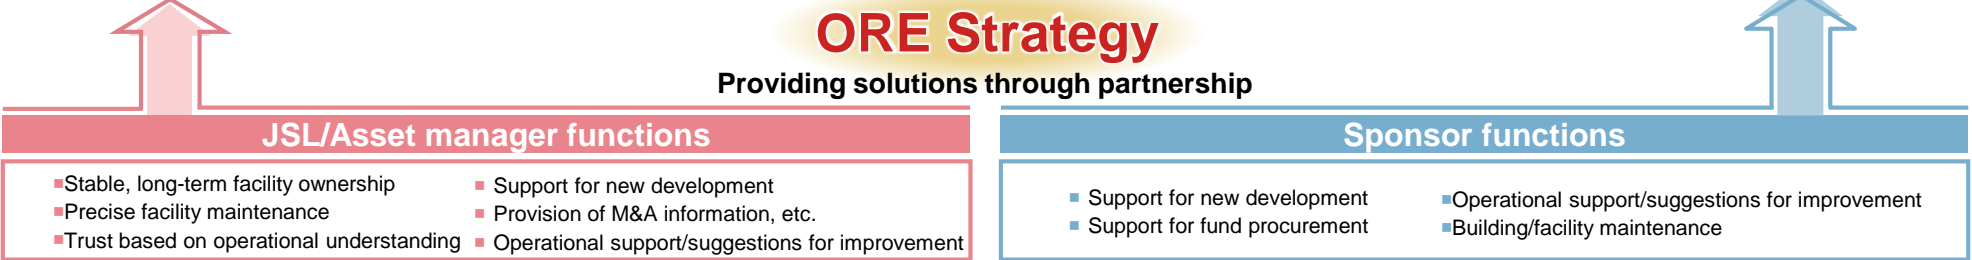 ORE Strategy
Providing solutions through partnership
JSL/Asset manager functions
▪Stable, long-term facility ownership
▪Precise facility maintenance
▪Trust based on operational understanding
▪ Support for new development
▪ Provision of M&A information, etc.
▪ Operational support/suggestions for improvement
Sponsor functions
▪ Support for new development
▪ Support for fund procurement
▪Operational support/suggestions for improvement
▪Building/facility maintenance